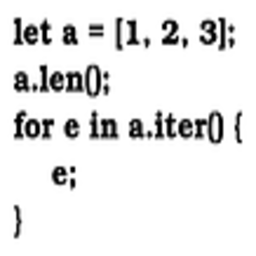 let a = [1, 2, 3];
a.len();
for e in a.iter() {
    e;
}